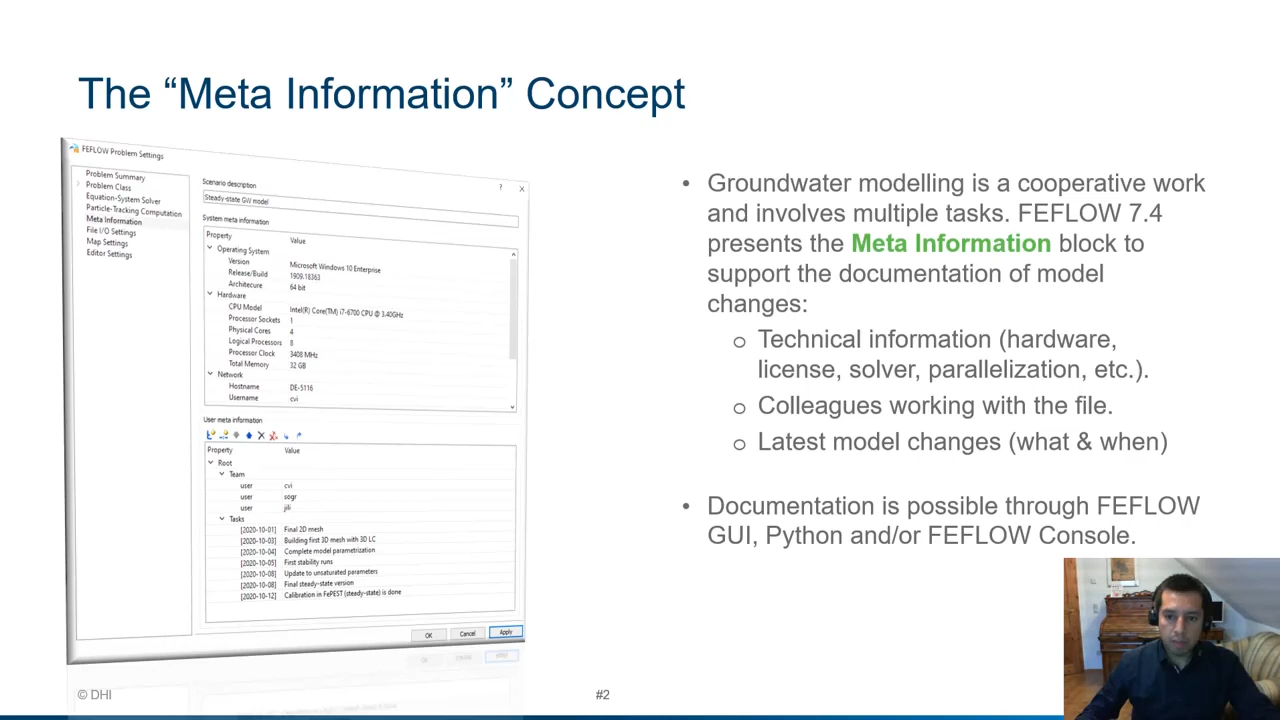 The “Meta Information” Concept
FEFLOW Problem Settings
Problem Summary
Problem Class
Equation-System Solver
Particle-Tracking Computation
Meta Information
File I/O Settings
Map Settings
Editor Settings
Scenario description
Steady-state GW model
System meta information
Property Value
Operating System
Version Microsoft Windows 10 Enterprise
Release/Build 1909.18363
Architecure 64 bit
Hardware
CPU Model Intel(R) Core(TM) i7-6700 CPU @ 3.40GHz
Processor Sockets 1
Physical Cores 4
Logical Processors 8
Processor Clock 3408 MHz
Total Memory 32 GB
Network
Hostname DE-5116
Username cvi
User meta information
Property Value
Root
Team
user cvi
user sogr
user jili
Tasks
[2020-10-01] Final 2D mesh
[2020-10-03] Building first 3D mesh with 3D LC
[2020-10-04] Complete model parametrization
[2020-10-05] First stability runs
[2020-10-08] Update to unsaturated parameters
[2020-10-08] Final steady-state version
[2020-10-12] Calibration in FePEST (steady-state) is done
OK Cancel Apply
• Groundwater modelling is a cooperative work
and involves multiple tasks. FEFLOW 7.4
presents the Meta Information block to
support the documentation of model
changes:
o Technical information (hardware,
license, solver, parallelization, etc.).
o Colleagues working with the file.
o Latest model changes (what & when)
• Documentation is possible through FEFLOW
GUI, Python and/or FEFLOW Console.
© DHI
#2